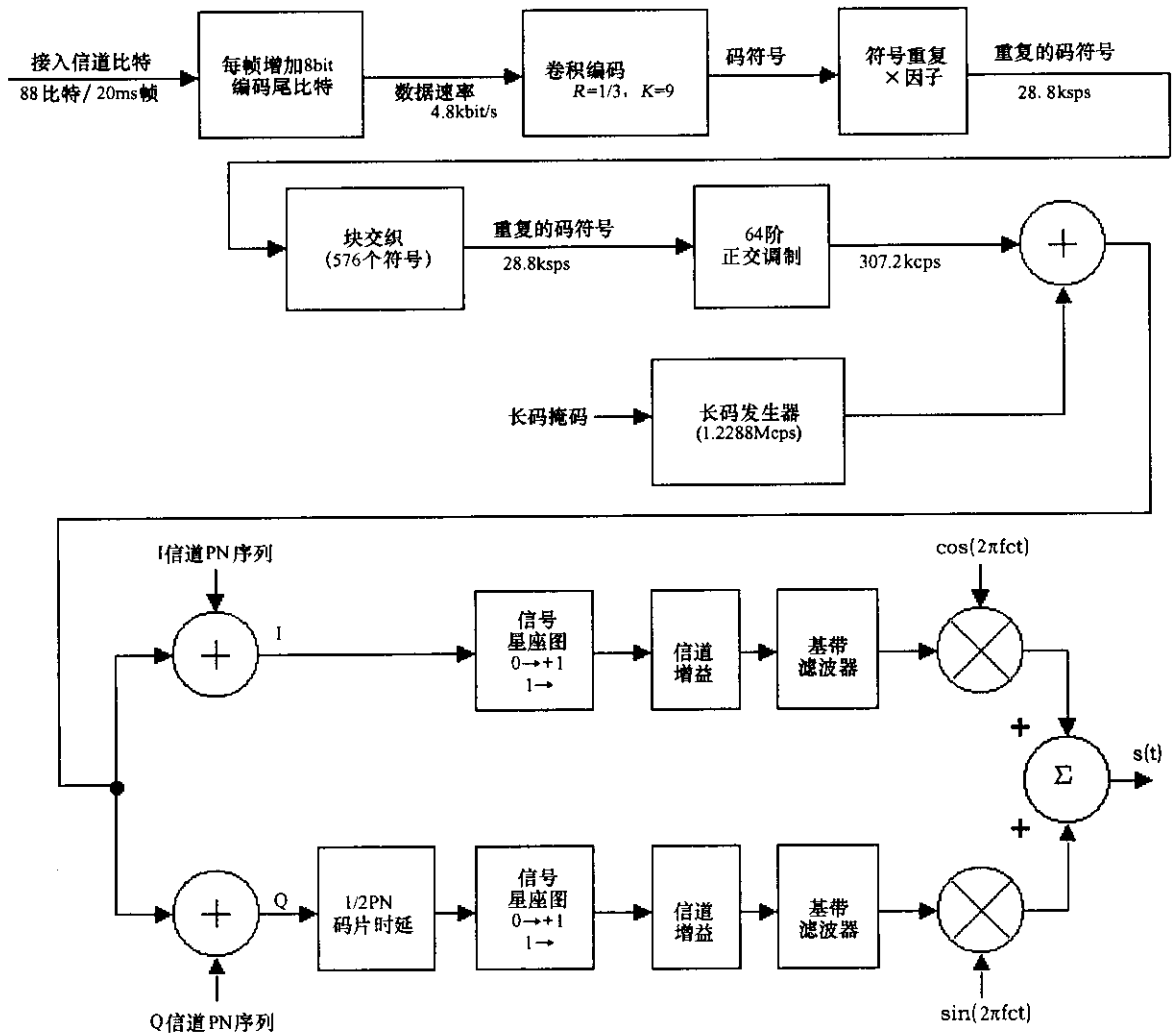 接入信道比特
88 比特 / 20ms 帧
每帧增加8bit
编码尾比特
数据速率
4.8kbit/s
卷积编码
R=1/3, K=9
码符号
符号重复
×因子
重复的码符号
28.8ksps
块交织
（576个符号）
重复的码符号
28.8ksps
64阶
正交调制
307.2kcps
+
长码掩码
长码发生器
(1.2288Mcps)
I信道PN序列
+
I
信号
星座图
0→+1
1→
信道
增益
基带
滤波器
cos(2πfct)
+
Σ
s(t)
+
+
Q
1/2PN
码片时延
信号
星座图
0→+1
1→
信道
增益
基带
滤波器
Q信道PN序列
sin(2πfct)